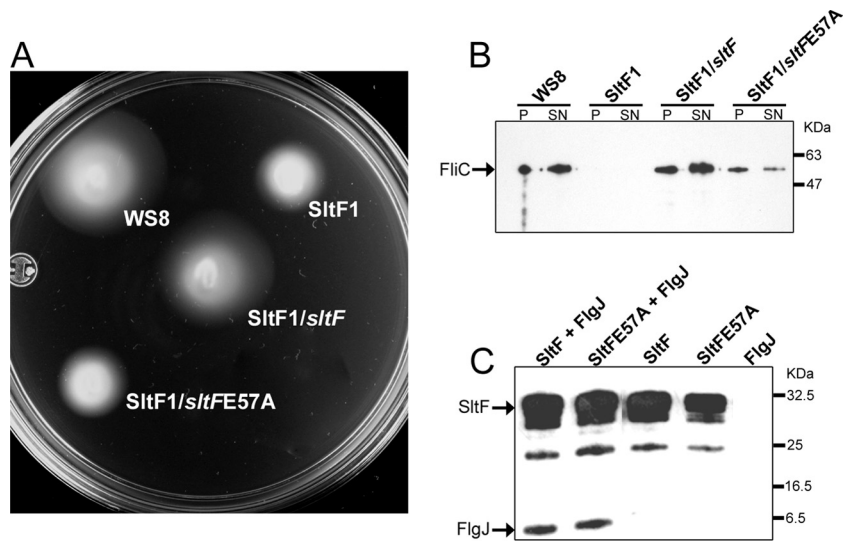 A
WS8
SltF1
SltF1/sltF
SltF1/sltFE57A
B
WS8
SltF1
SltF1/sltF
SltF1/sltFE57A
P SN P SN P SN P SN
KDa
FliC
63
47
C
SltF + FlgJ
SltFE57A + FlgJ
SltF
SltFE57A
FlgJ
KDa
SltF
32.5
25
16.5
6.5
FlgJ